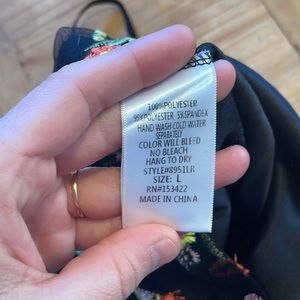 100%POLYESTER
95%POLYESTER 5%SPANDEX
HAND WASH COLD WATER
SEPARATELY
COLOR WILL BLEED
NO BLEACH
HANG TO DRY
STYLE#8951LR
SIZE: L
RN#153422
MADE IN CHINA